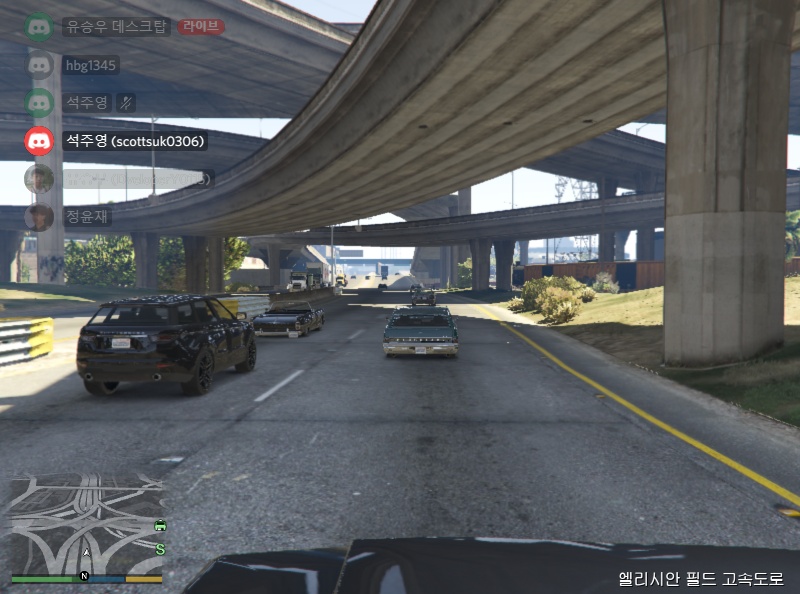 유승우 데스크탑 라이브
hbg1345
석주영
석주영 (scottsuk0306)
정윤재
S
N
엘리시안 필드 고속도로